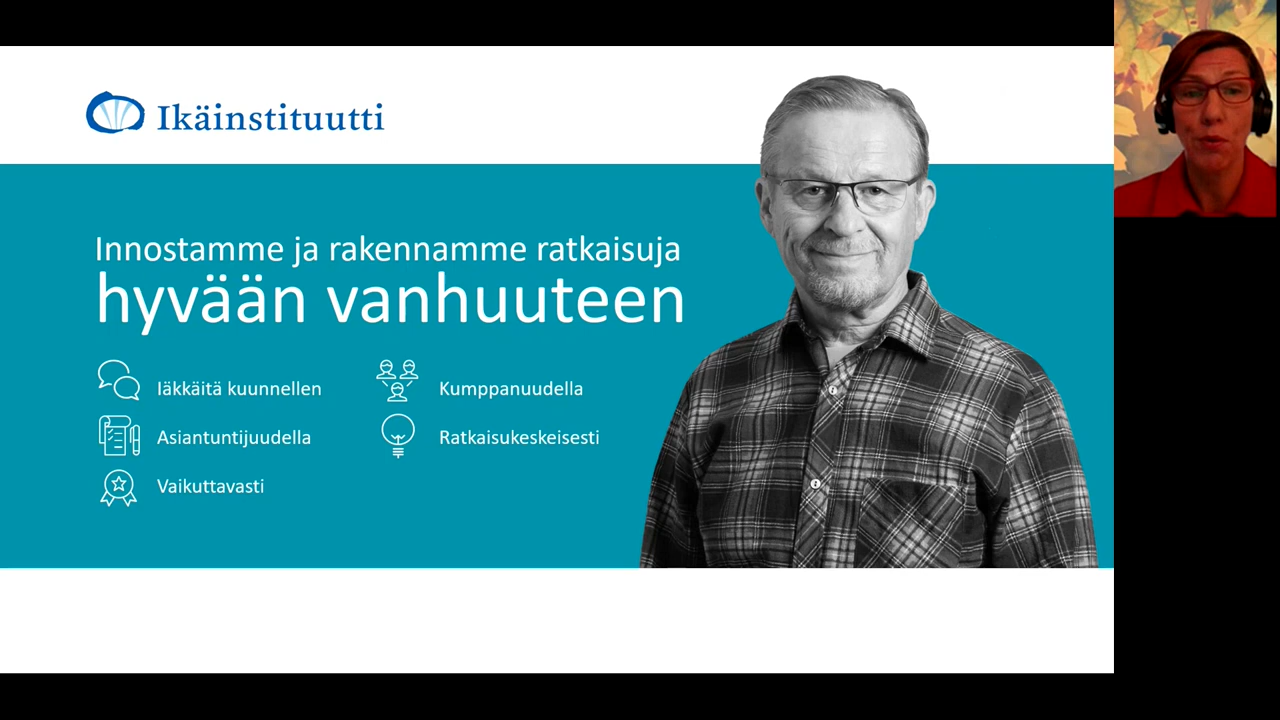 Ikäinstituutti
Innostamme ja rakennamme ratkaisuja
hyvään vanhuuteen
Iäkkäitä kuunnellen
Kumppanuudella
Asiantuntijuudella
Ratkaisukeskeisesti
Vaikuttavasti